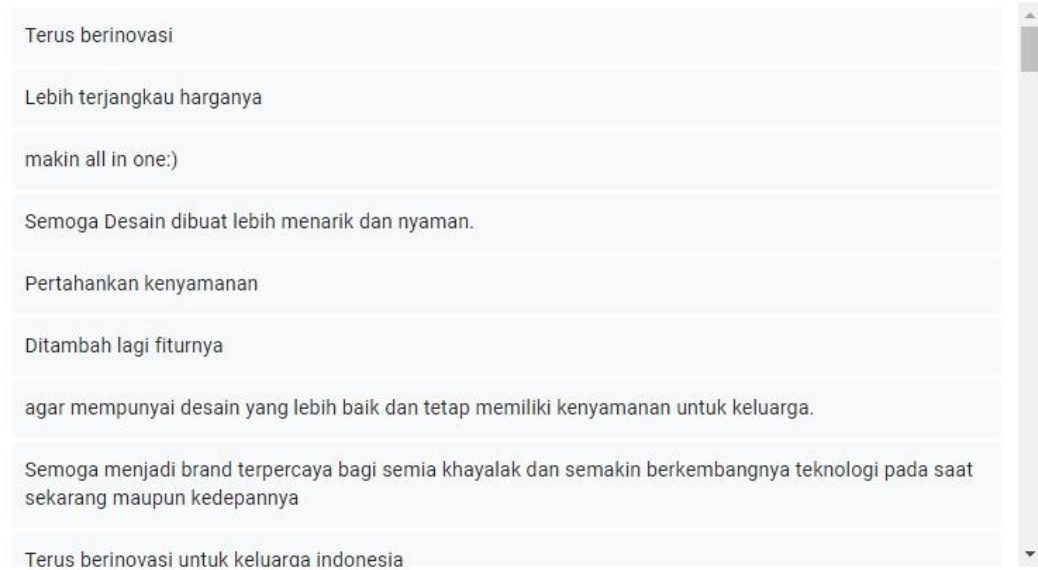 Terus berinovasi
Lebih terjangkau harganya
makin all in one:)
Semoga Desain dibuat lebih menarik dan nyaman.
Pertahankan kenyamanan
Ditambah lagi fiturnya
agar mempunyai desain yang lebih baik dan tetap memiliki kenyamanan untuk keluarga.
Semoga menjadi brand terpercaya bagi semia khayalak dan semakin berkembangnya teknologi pada saat
sekarang maupun kedepannya
Terus berinovasi untuk keluarga indonesia